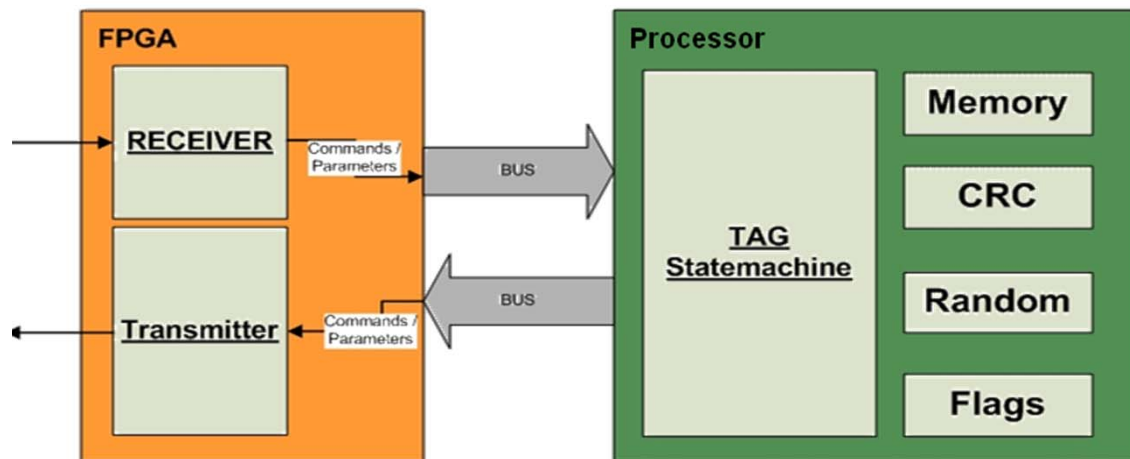 FPGA
RECEIVER
Commands /
Parameters
BUS
Transmitter
Commands /
Parameters
BUS
Processor
TAG
Statemachine
Memory
CRC
Random
Flags